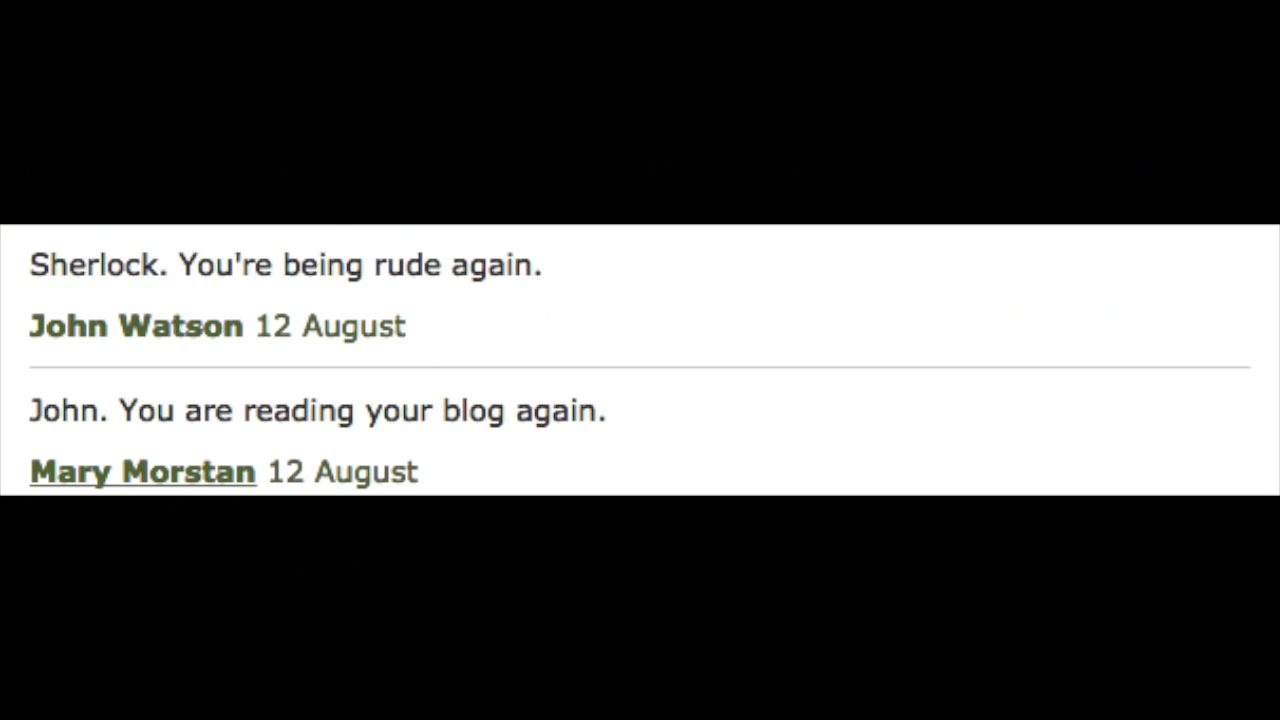 Sherlock. You're being rude again.
John Watson 12 August
John. You are reading your blog again.
Mary Morstan 12 August